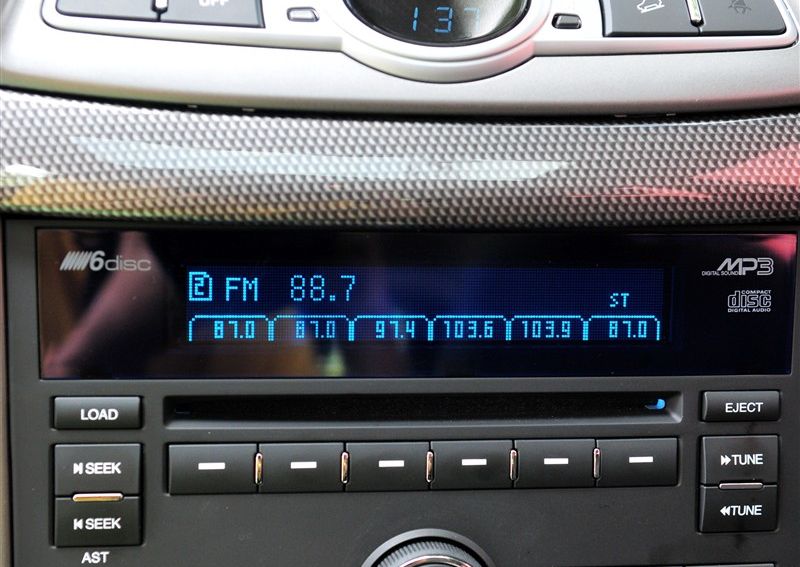 OFF
137
6disc
MP3
DIGITAL SOUND
2 FM 88.7
ST
COMPACT
disc
DIGITAL AUDIO
87.0 87.0 97.4 103.6 103.9 87.0
LOAD
EJECT
SEEK
TUNE
SEEK
TUNE
AST